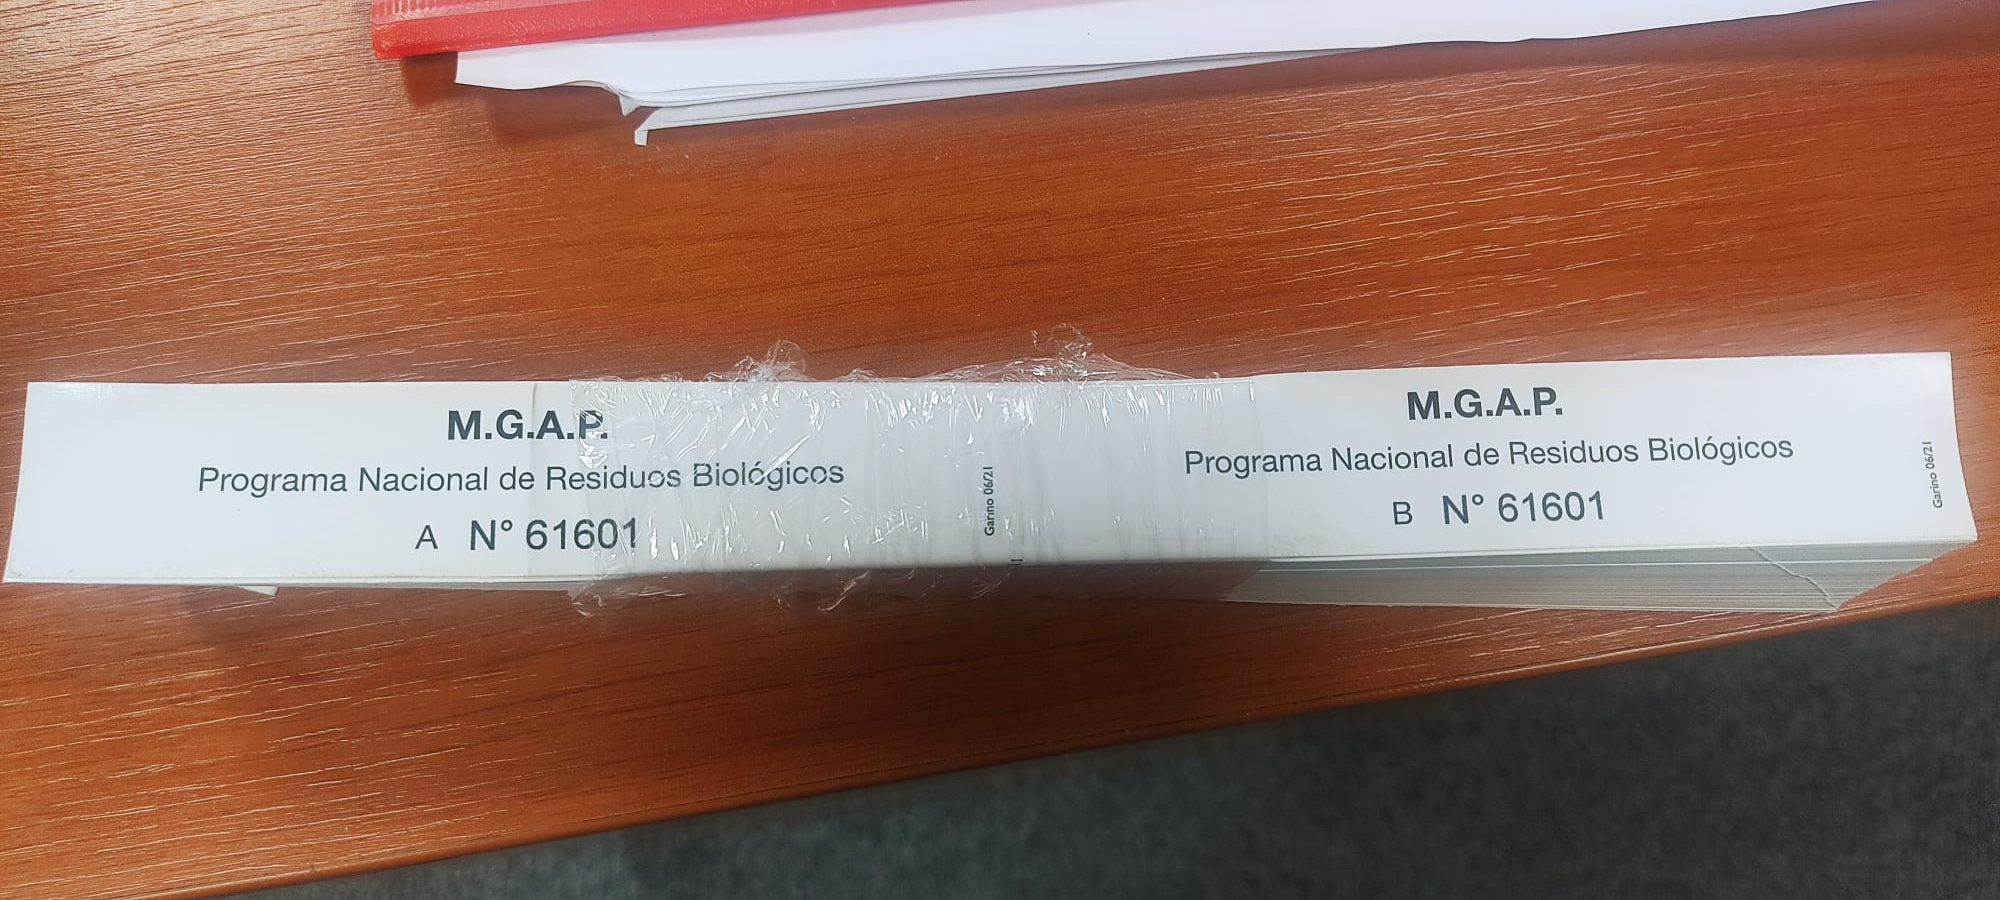 M.G.A.P.
Programa Nacional de Residuos Biológicos
A N° 61601
Garino 06/21
M.G.A.P.
Programa Nacional de Residuos Biológicos
B N° 61601
Garino 06/21